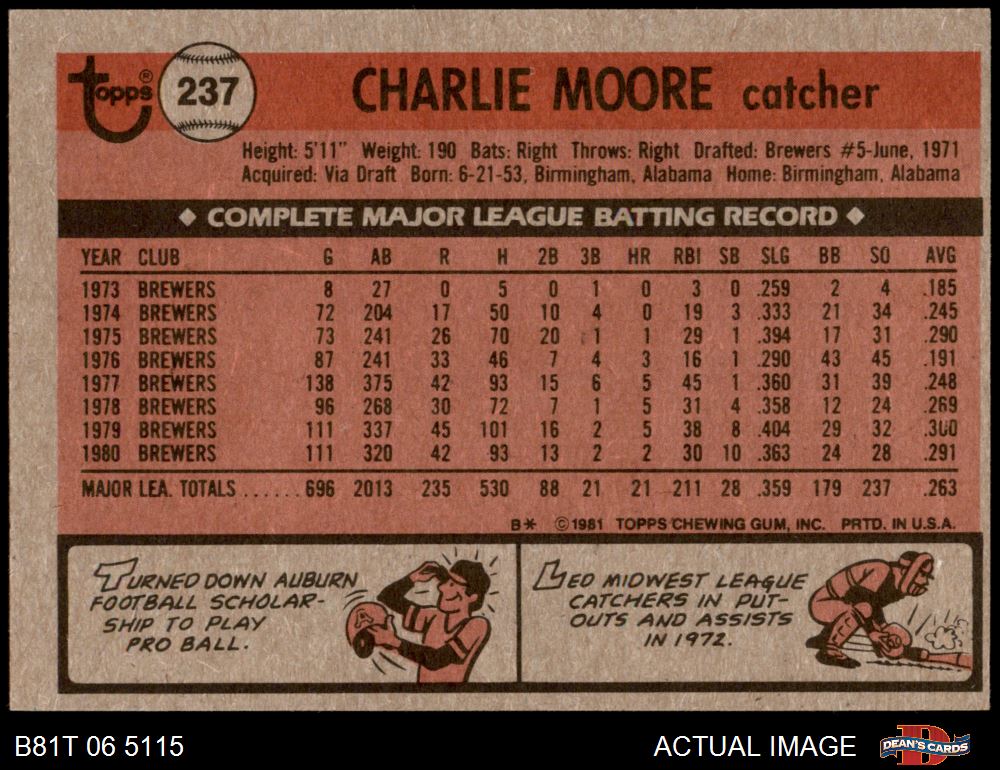 Topps® 237 CHARLIE MOORE catcher
Height: 5'11" Weight: 190 Bats: Right Throws: Right Drafted: Brewers #5-June, 1971
Acquired: Via Draft Born: 6-21-53, Birmingham, Alabama Home: Birmingham, Alabama
◆ COMPLETE MAJOR LEAGUE BATTING RECORD ◆
YEAR CLUB G AB R H 2B 3B HR RBI SB SLG BB SO AVG
1973 BREWERS 8 27 0 5 0 1 0 3 0 .259 2 4 .185
1974 BREWERS 72 204 17 50 10 4 0 19 3 .333 21 34 .245
1975 BREWERS 73 241 26 70 20 1 1 29 1 .394 17 31 .290
1976 BREWERS 87 241 33 46 7 4 3 16 1 .290 43 45 .191
1977 BREWERS 138 375 42 93 15 6 5 45 1 .360 31 39 .248
1978 BREWERS 96 268 30 72 7 1 5 31 4 .358 12 24 .269
1979 BREWERS 111 337 45 101 16 2 5 38 8 .404 29 32 .300
1980 BREWERS 111 320 42 93 13 2 2 30 10 .363 24 28 .291
MAJOR LEA. TOTALS ...... 696 2013 235 530 88 21 21 211 28 .359 179 237 .263
B* ©1981 TOPPS CHEWING GUM, INC. PRTD. IN U.S.A.
TURNED DOWN AUBURN
FOOTBALL SCHOLAR-
SHIP TO PLAY
PRO BALL.
A
LED MIDWEST LEAGUE
CATCHERS IN PUT-
OUTS AND ASSISTS
IN 1972.
B81T 06 5115
ACTUAL IMAGE
D
DEAN'S CARDS